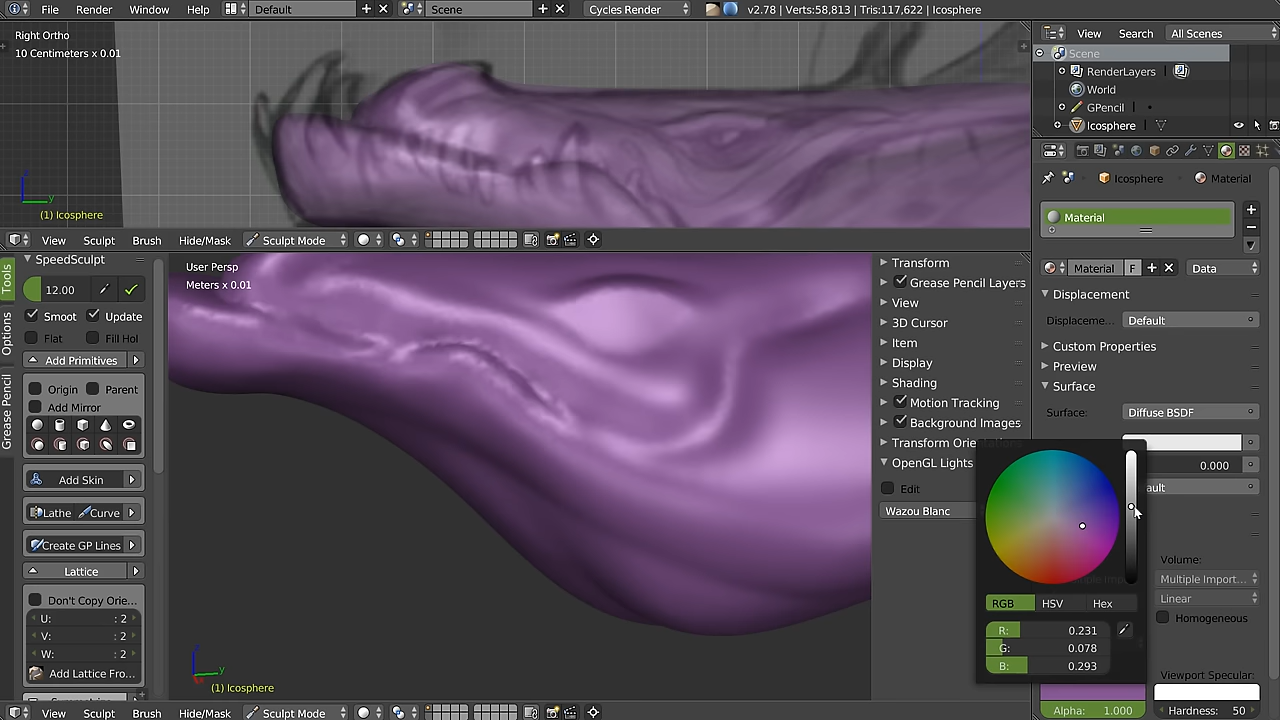 File Render Window Help Default Scene Cycles Render v2.78 | Verts:58,813 | Tris:117,622 | Icosphere
Right Ortho
10 Centimeters x 0.01
(1) Icosphere
View Sculpt Brush Hide/Mask Sculpt Mode
View Search All Scenes
Scene
RenderLayers
World
GPencil
Icosphere
Icosphere Material
Material
Material F Data
Displacement
Displaceme... Default
Custom Properties
Preview
Surface
Surface: Diffuse BSDF
0.000
ault
Volume:
Multiple Import...
Linear
Homogeneous
Viewport Specular:
Alpha: 1.000 Hardness: 50
Tools
Options
Grease Pencil
SpeedSculpt
12.00
Smoot Update
Flat Fill Hol
Add Primitives
Origin Parent
Add Mirror
Add Skin
Lathe Curve
Create GP Lines
Lattice
Don't Copy Orie...
U: : 2
V: : 2
W: : 2
Add Lattice Fro...
User Persp
Meters x 0.01
(1) Icosphere
Transform
Grease Pencil Layers
View
3D Cursor
Item
Display
Shading
Motion Tracking
Background Images
Transform Orientations
OpenGL Lights
Edit
Wazou Blanc
RGB HSV Hex
R: 0.231
G: 0.078
B: 0.293
View Sculpt Brush Hide/Mask Sculpt Mode